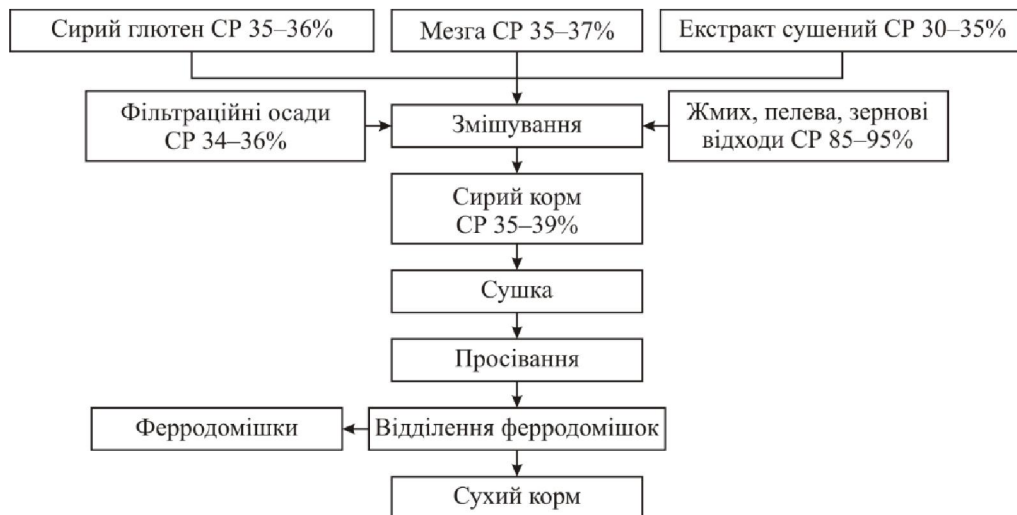 Сирий глютен СР 35–36%
Мезга СР 35–37%
Екстракт сушений СР 30–35%
Фільтраційні осади
СР 34–36%
Змішування
Жмих, пелева, зернові
відходи СР 85–95%
Сирий корм
СР 35–39%
Сушка
Просівання
Ферродомішки
Відділення ферродомішок
Сухий корм